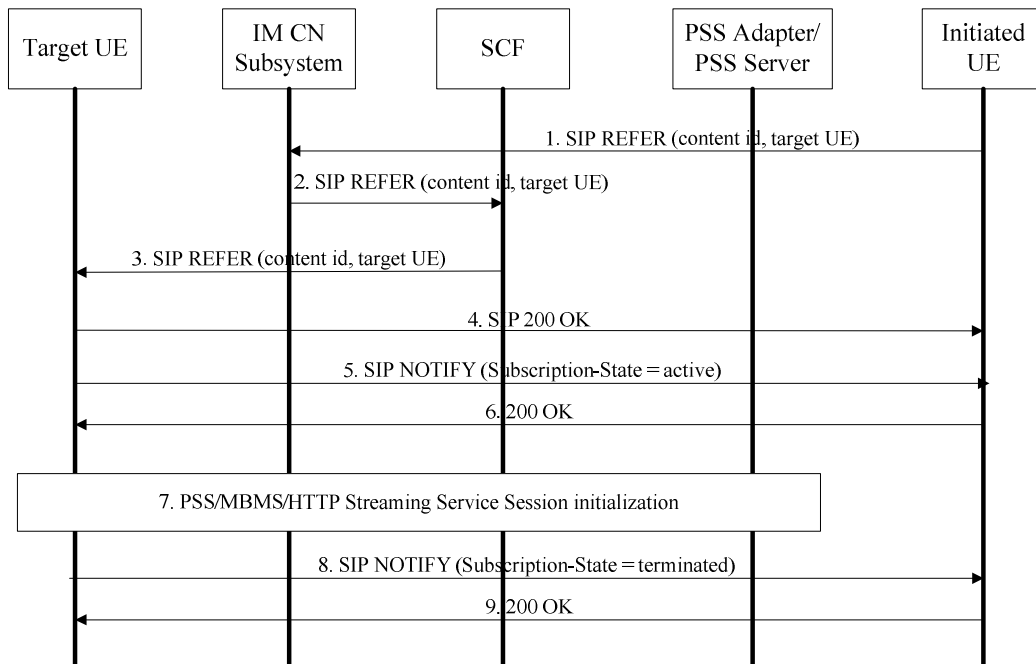 Target UE
IM CN
Subsystem
SCF
PSS Adapter/
PSS Server
Initiated
UE
1. SIP REFER (content id, target UE)
2. SIP REFER (content id, target UE)
3. SIP REFER (content id, target UE)
4. SIP 200 OK
5. SIP NOTIFY (Subscription-State = active)
6. 200 OK
7. PSS/MBMS/HTTP Streaming Service Session initialization
8. SIP NOTIFY (Subscription-State = terminated)
9. 200 OK